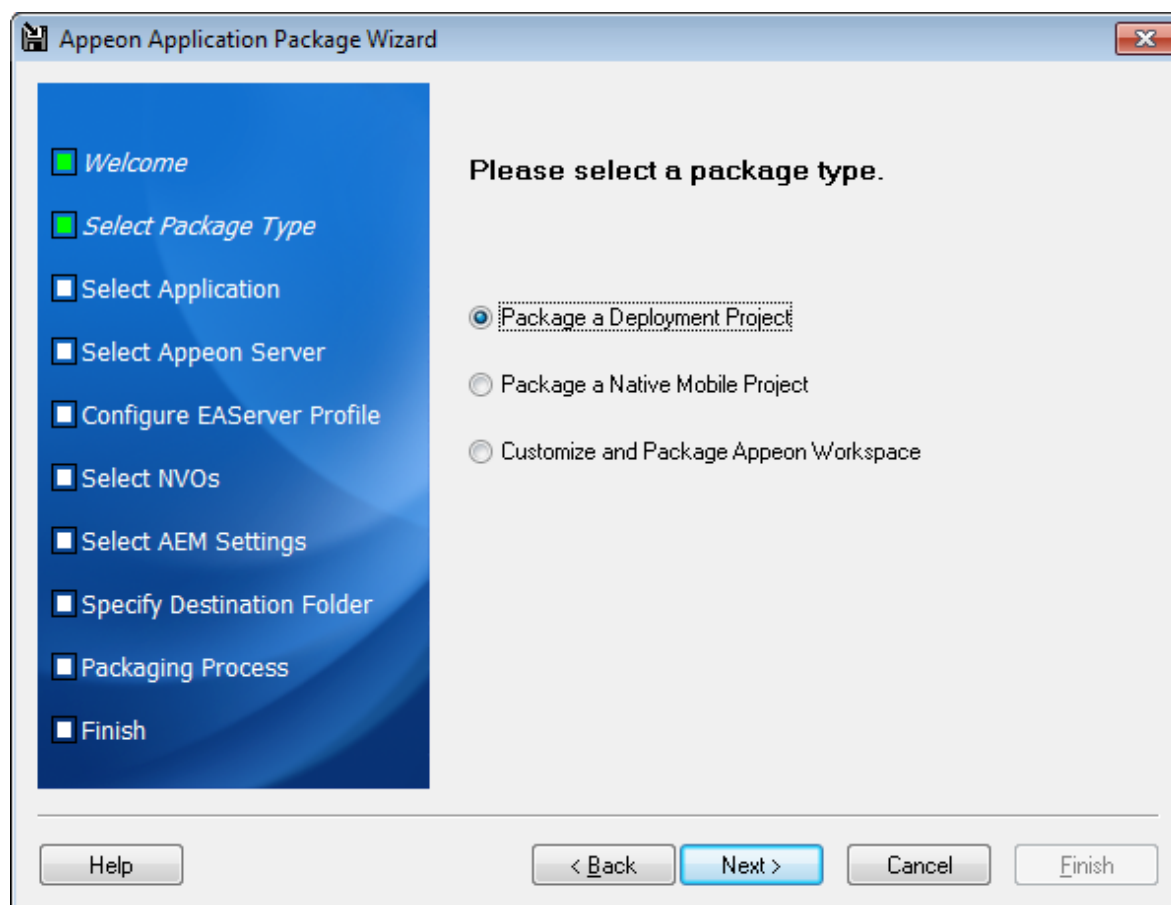 Appeon Application Package Wizard
Welcome
Select Package Type
Select Application
Select Appeon Server
Configure EAServer Profile
Select NVOs
Select AEM Settings
Specify Destination Folder
Packaging Process
Finish
Please select a package type.
Package a Deployment Project
Package a Native Mobile Project
Customize and Package Appeon Workspace
Help
< Back
Next >
Cancel
Finish